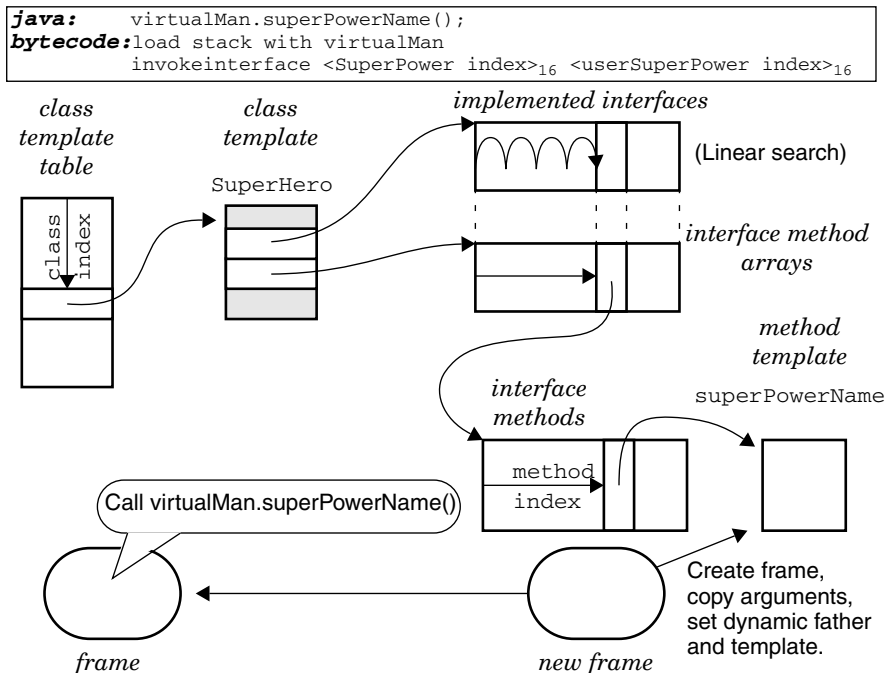 java: virtualMan.superPowerName();
bytecode: load stack with virtualMan
invokeinterface <SuperPower index>16 <userSuperPower index>16
class
template
table
class
template
SuperHero
implemented interfaces
(Linear search)
class
index
interface method
arrays
method
template
superPowerName
interface
methods
method
index
Call virtualMan.superPowerName()
Create frame,
copy arguments,
set dynamic father
and template.
frame
new frame